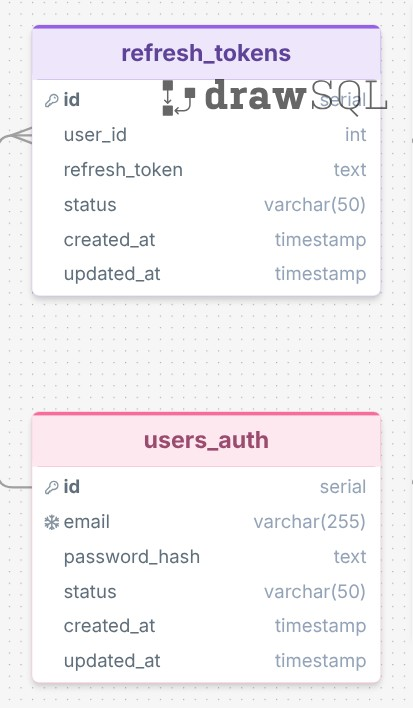 refresh_tokens
id serial
drawSQL
user_id int
refresh_token text
status varchar(50)
created_at timestamp
updated_at timestamp
users_auth
id serial
email varchar(255)
password_hash text
status varchar(50)
created_at timestamp
updated_at timestamp